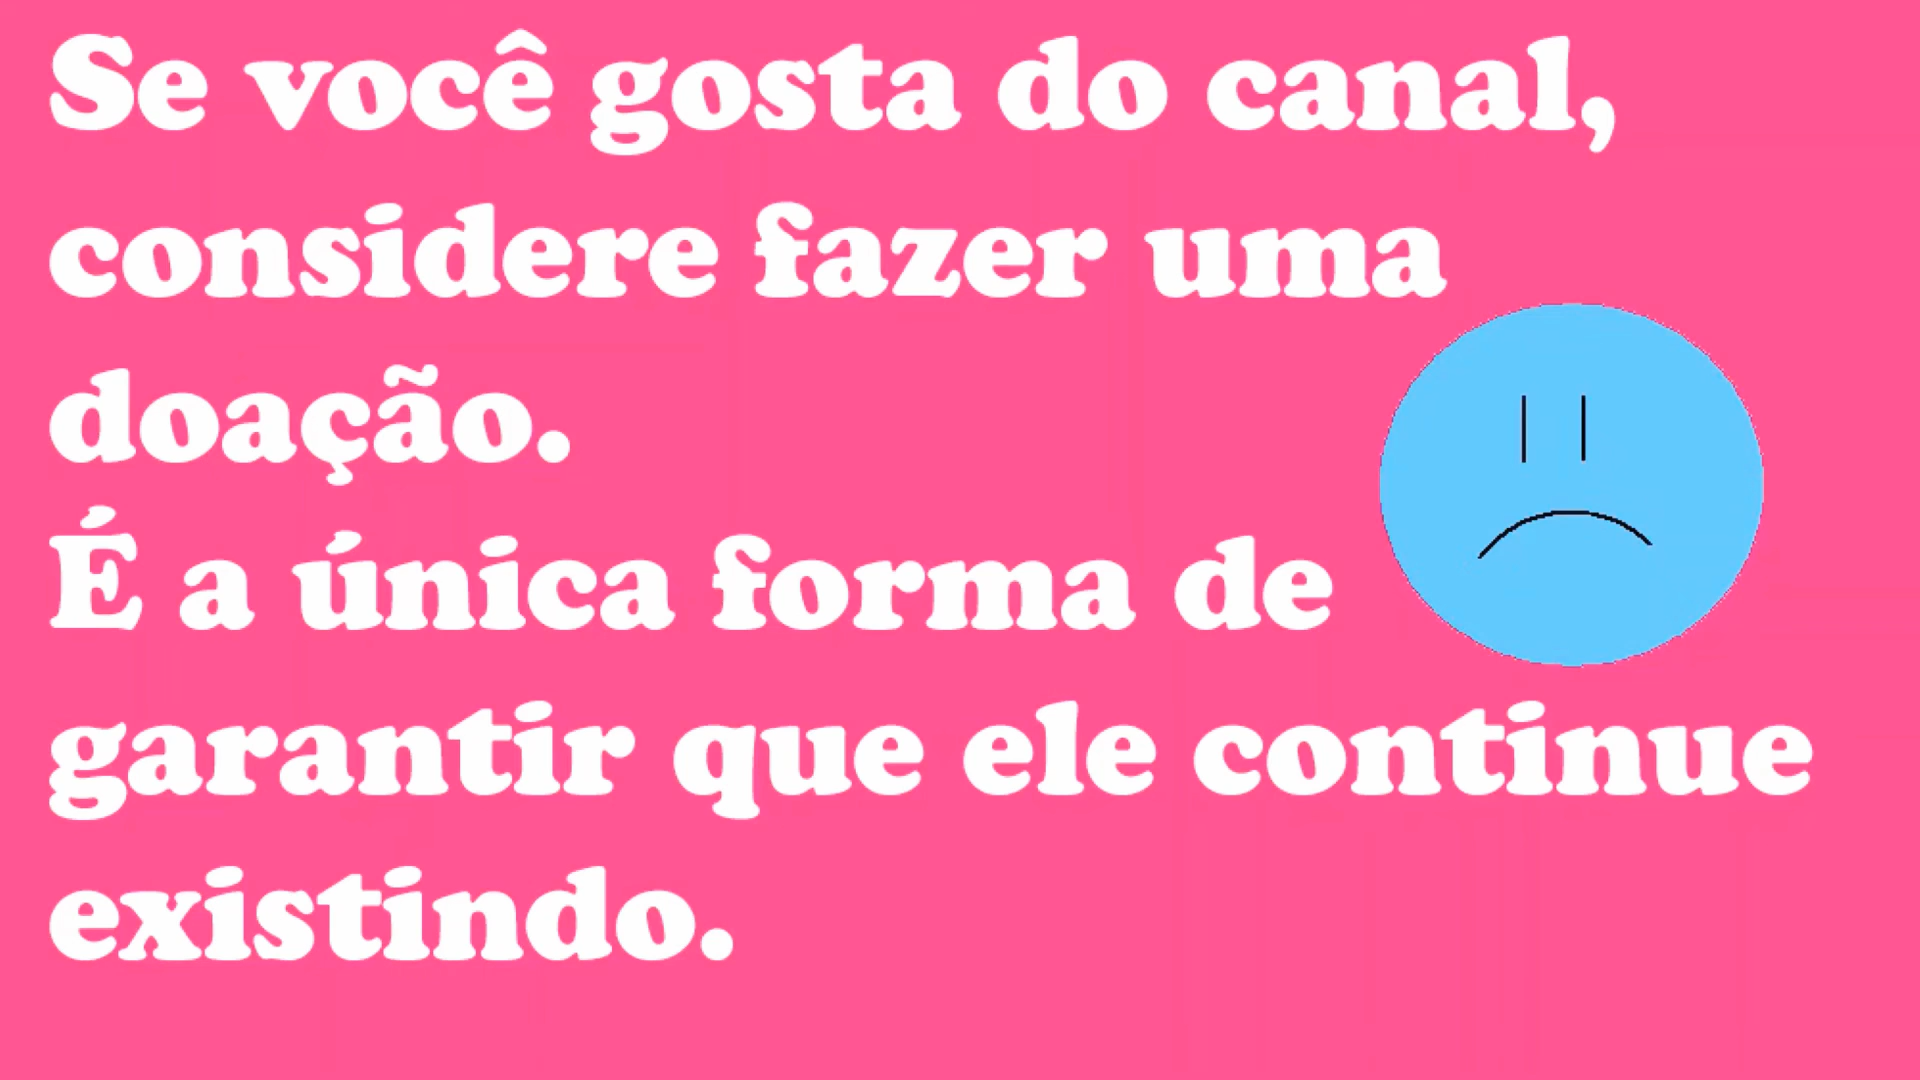 Se você gosta do canal,
considere fazer uma
doação.
É a única forma de
garantir que ele continue
existindo.